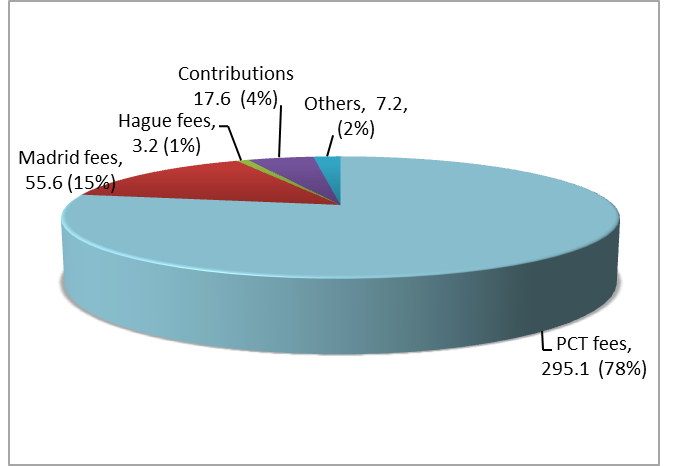 Contributions
17.6 (4%)
Others, 7.2,
(2%)
Hague fees,
3.2 (1%)
Madrid fees,
55.6 (15%)
PCT fees,
295.1 (78%)